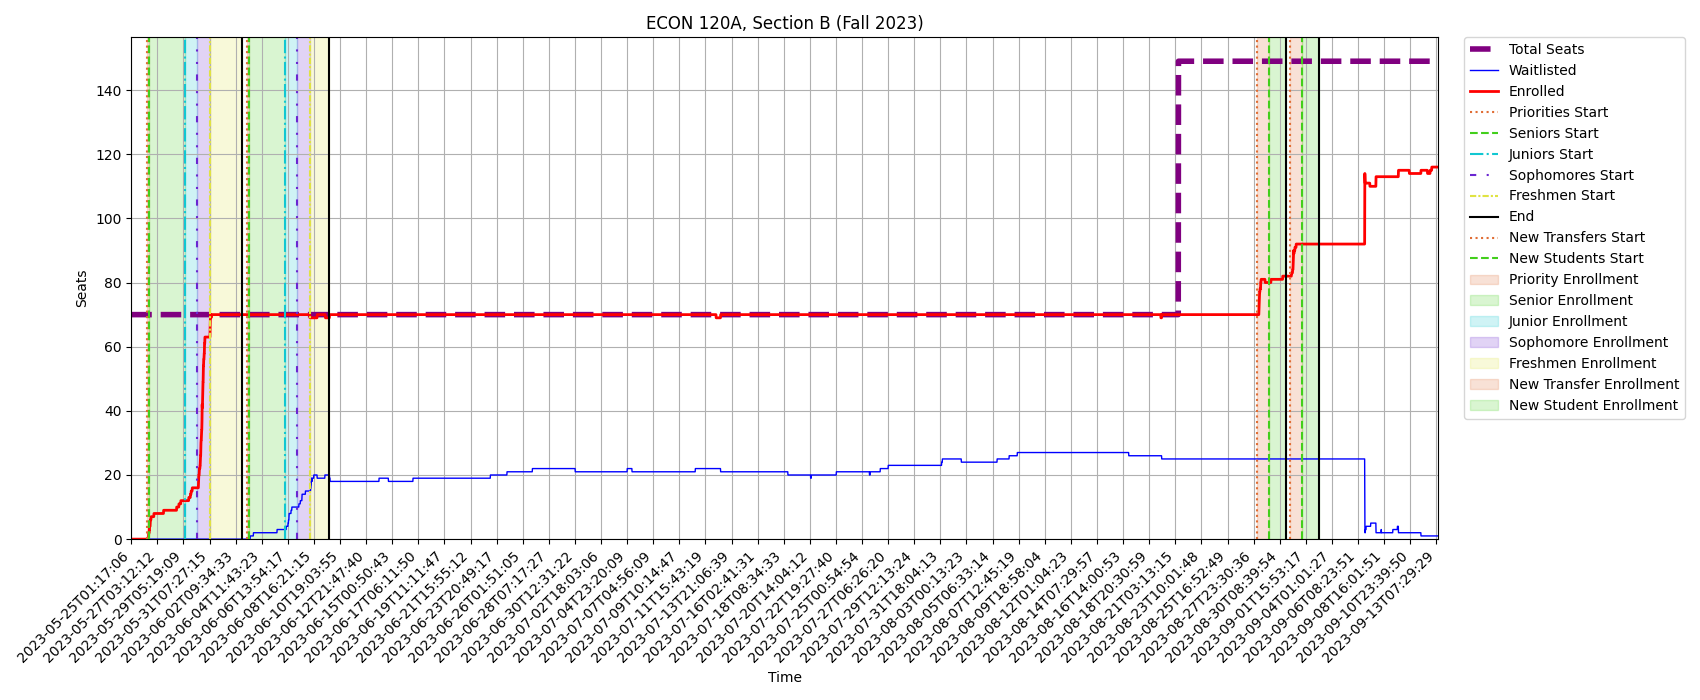 ECON 120A, Section B (Fall 2023)
Seats
140
120
100
80
60
40
20
0
2023-05-25T01:17:06
2023-05-27T03:12:12
2023-05-29T05:19:09
2023-05-31T07:27:15
2023-06-02T09:34:33
2023-06-04T11:43:23
2023-06-06T13:54:17
2023-06-08T16:21:15
2023-06-10T19:03:55
2023-06-12T21:47:40
2023-06-15T00:50:43
2023-06-17T06:11:50
2023-06-19T11:11:47
2023-06-21T15:55:12
2023-06-23T20:49:17
2023-06-26T01:51:05
2023-06-28T07:17:27
2023-06-30T12:31:22
2023-07-02T18:03:06
2023-07-04T23:20:09
2023-07-07T04:56:09
2023-07-09T10:14:47
2023-07-11T15:43:19
2023-07-13T21:06:39
2023-07-16T02:41:31
2023-07-18T08:34:33
2023-07-20T14:04:12
2023-07-22T19:27:40
2023-07-25T00:54:54
2023-07-27T06:26:20
2023-07-29T12:13:24
2023-07-31T18:04:13
2023-08-03T00:13:23
2023-08-05T06:33:14
2023-08-07T12:45:19
2023-08-09T18:58:04
2023-08-12T01:04:23
2023-08-14T07:29:57
2023-08-16T14:00:53
2023-08-18T20:30:59
2023-08-21T03:13:15
2023-08-23T10:01:48
2023-08-25T16:52:49
2023-08-27T23:30:36
2023-08-30T08:39:54
2023-09-01T15:53:17
2023-09-04T01:01:27
2023-09-06T08:23:51
2023-09-08T16:01:51
2023-09-10T23:39:50
2023-09-13T07:29:29
Time
Total Seats
Waitlisted
Enrolled
Priorities Start
Seniors Start
Juniors Start
Sophomores Start
Freshmen Start
End
New Transfers Start
New Students Start
Priority Enrollment
Senior Enrollment
Junior Enrollment
Sophomore Enrollment
Freshmen Enrollment
New Transfer Enrollment
New Student Enrollment